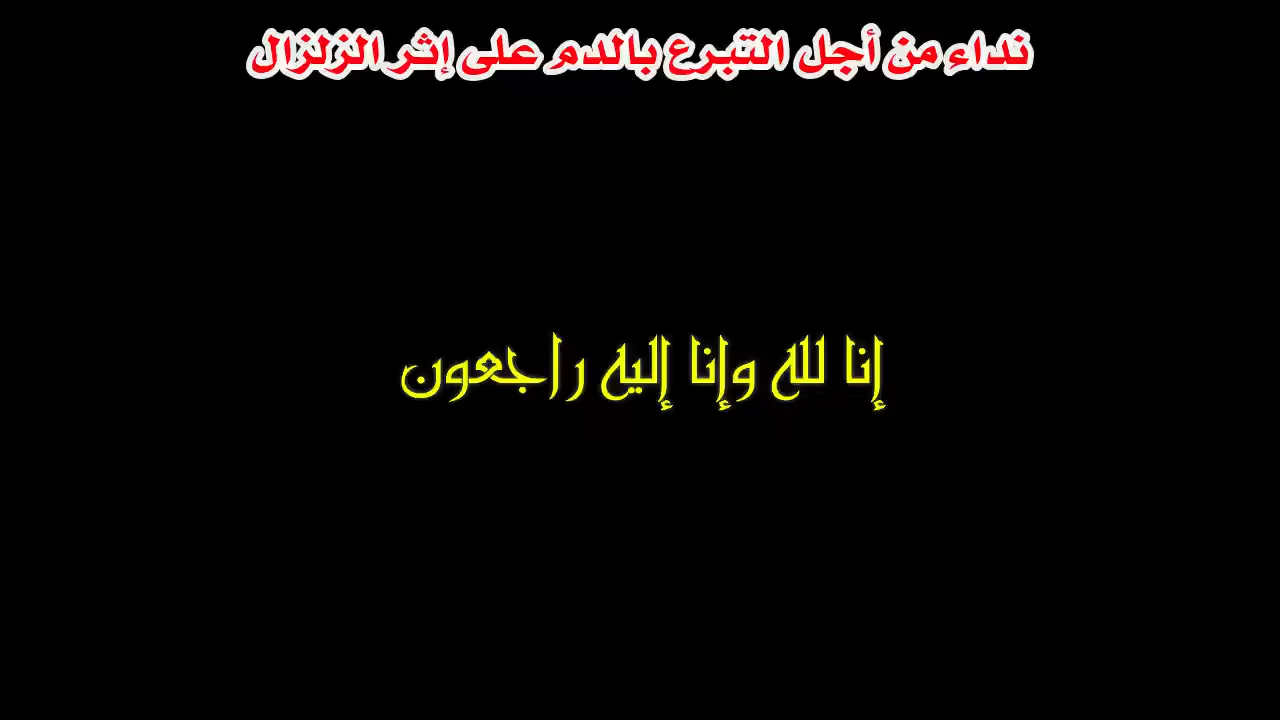 نداء من أجل التبرع بالدم على إثر الزلزال
إنا لله وإنا إليه راجعون